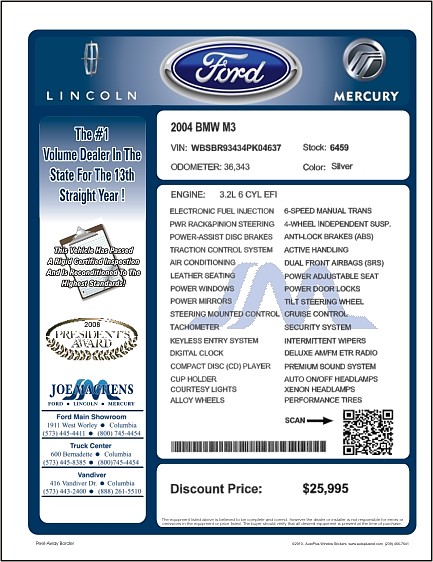 LINCOLN
Ford
MERCURY
The #1
Volume Dealer In The
State For The 13th
Straight Year !
This Vehicle Has Passed
A Rigid Certified Inspection
And Is Reconditioned To The
Highest Standards!
2008
PRESIDENT'S
AWARD
JOE MACHENS
FORD • LINCOLN • MERCURY
Ford Main Showroom
1911 West Worley • Columbia
(573) 445-4411 • (800) 745-4454
Truck Center
600 Bernadette • Columbia
(573) 445-8385 • (800)745-4454
Vandiver
416 Vandiver Dr. • Columbia
(573) 443-2400 • (888) 261-5510
2004 BMW M3
VIN: WBSBR93434PK04637 Stock: 6459
ODOMETER: 36,343 Color: Silver
ENGINE: 3.2L 6 CYL EFI
ELECTRONIC FUEL INJECTION 6-SPEED MANUAL TRANS
PWR RACK&PINION STEERING 4-WHEEL INDEPENDENT SUSP.
POWER-ASSIST DISC BRAKES ANTI-LOCK BRAKES (ABS)
TRACTION CONTROL SYSTEM ACTIVE HANDLING
AIR CONDITIONING DUAL FRONT AIRBAGS (SRS)
LEATHER SEATING POWER ADJUSTABLE SEAT
POWER WINDOWS POWER DOOR LOCKS
POWER MIRRORS TILT STEERING WHEEL
STEERING MOUNTED CONTROL CRUISE CONTROL
TACHOMETER SECURITY SYSTEM
KEYLESS ENTRY SYSTEM INTERMITTENT WIPERS
DIGITAL CLOCK DELUXE AM/FM ETR RADIO
COMPACT DISC (CD) PLAYER PREMIUM SOUND SYSTEM
CUP HOLDER AUTO ON/OFF HEADLAMPS
COURTESY LIGHTS XENON HEADLAMPS
ALLOY WHEELS PERFORMANCE TIRES
SCAN
Discount Price: $25,995
The equipment listed above is believed to be complete and correct, however the dealer or installer is not responsible for errors or
omissions in the equipment or price listed. The buyer should verify that all desired equipment is present at the time of purchase.
Peel-Away Border